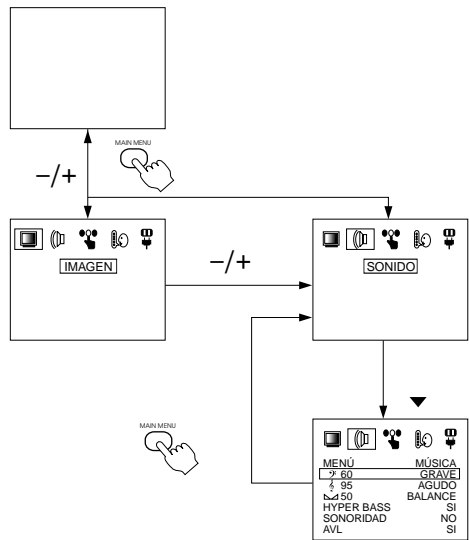 MAIN MENU
−/+
IMAGEN
−/+
SONIDO
MAIN MENU
MENÚ MÚSICA
60 GRAVE
95 AGUDO
50 BALANCE
HYPER BASS SI
SONORIDAD NO
AVL SI